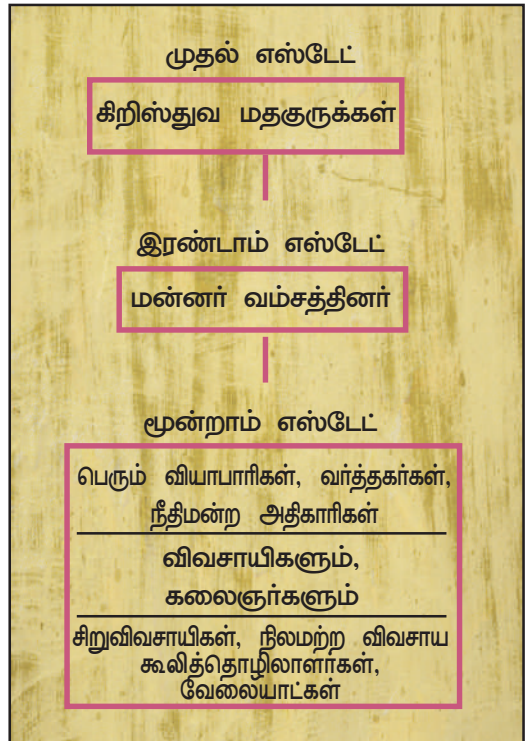 முதல் எஸ்டேட்
கிறிஸ்துவ மதகுருக்கள்
இரண்டாம் எஸ்டேட்
மன்னர் வம்சத்தினர்
மூன்றாம் எஸ்டேட்
பெரும் வியாபாரிகள், வர்த்தகர்கள்,
நீதிமன்ற அதிகாரிகள்
விவசாயிகளும்,
கலைஞர்களும்
சிறுவிவசாயிகள், நிலமற்ற விவசாய
கூலித்தொழிலாளர்கள்,
வேலையாட்கள்